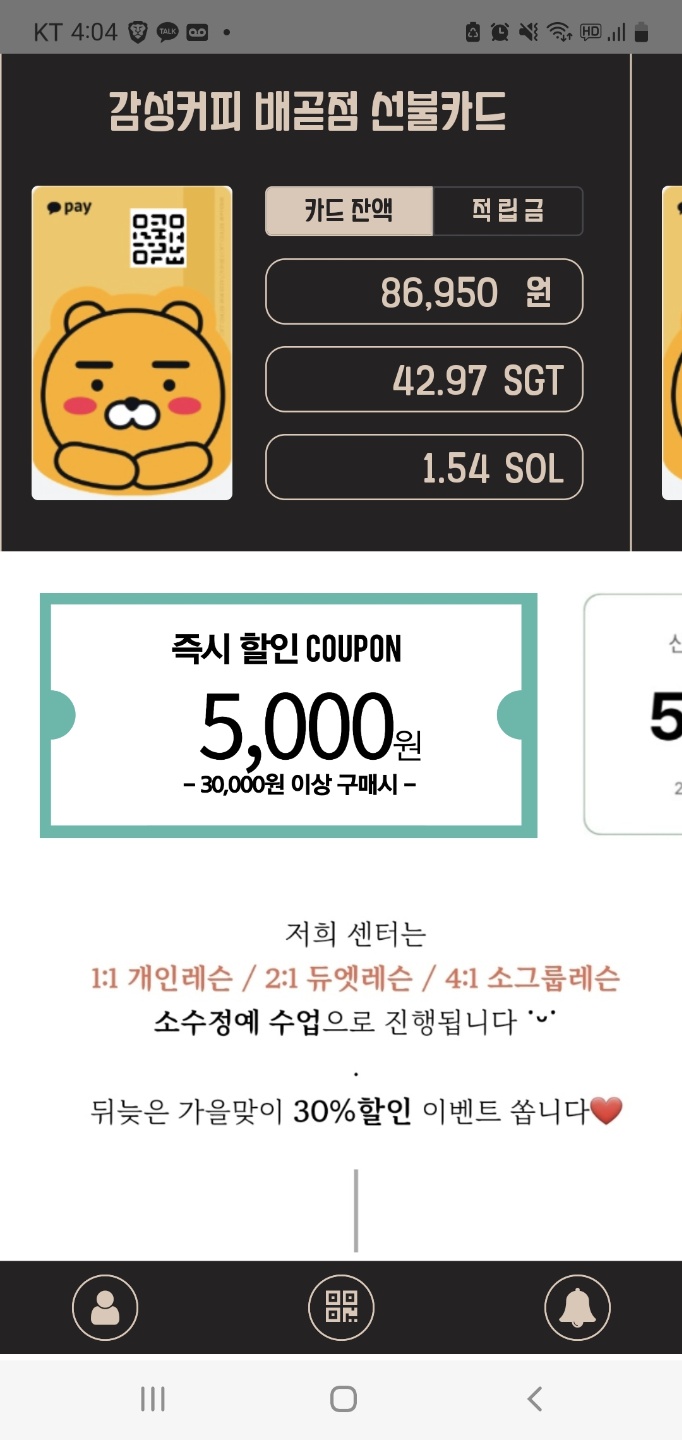 KT 4:04
TALK
HD
감성커피 배곧점 선불카드
pay
카드 잔액 적립금
86,950 원
42.97 SGT
1.54 SOL
즉시 할인 COUPON
5,000원
- 30,000원 이상 구매시 -
5
2
저희 센터는
1:1 개인레슨 / 2:1 듀엣레슨 / 4:1 소그룹레슨
소수정예 수업으로 진행됩니다 ˙ᵕ˙
.
뒤늦은 가을맞이 30%할인 이벤트 쏩니다❤️